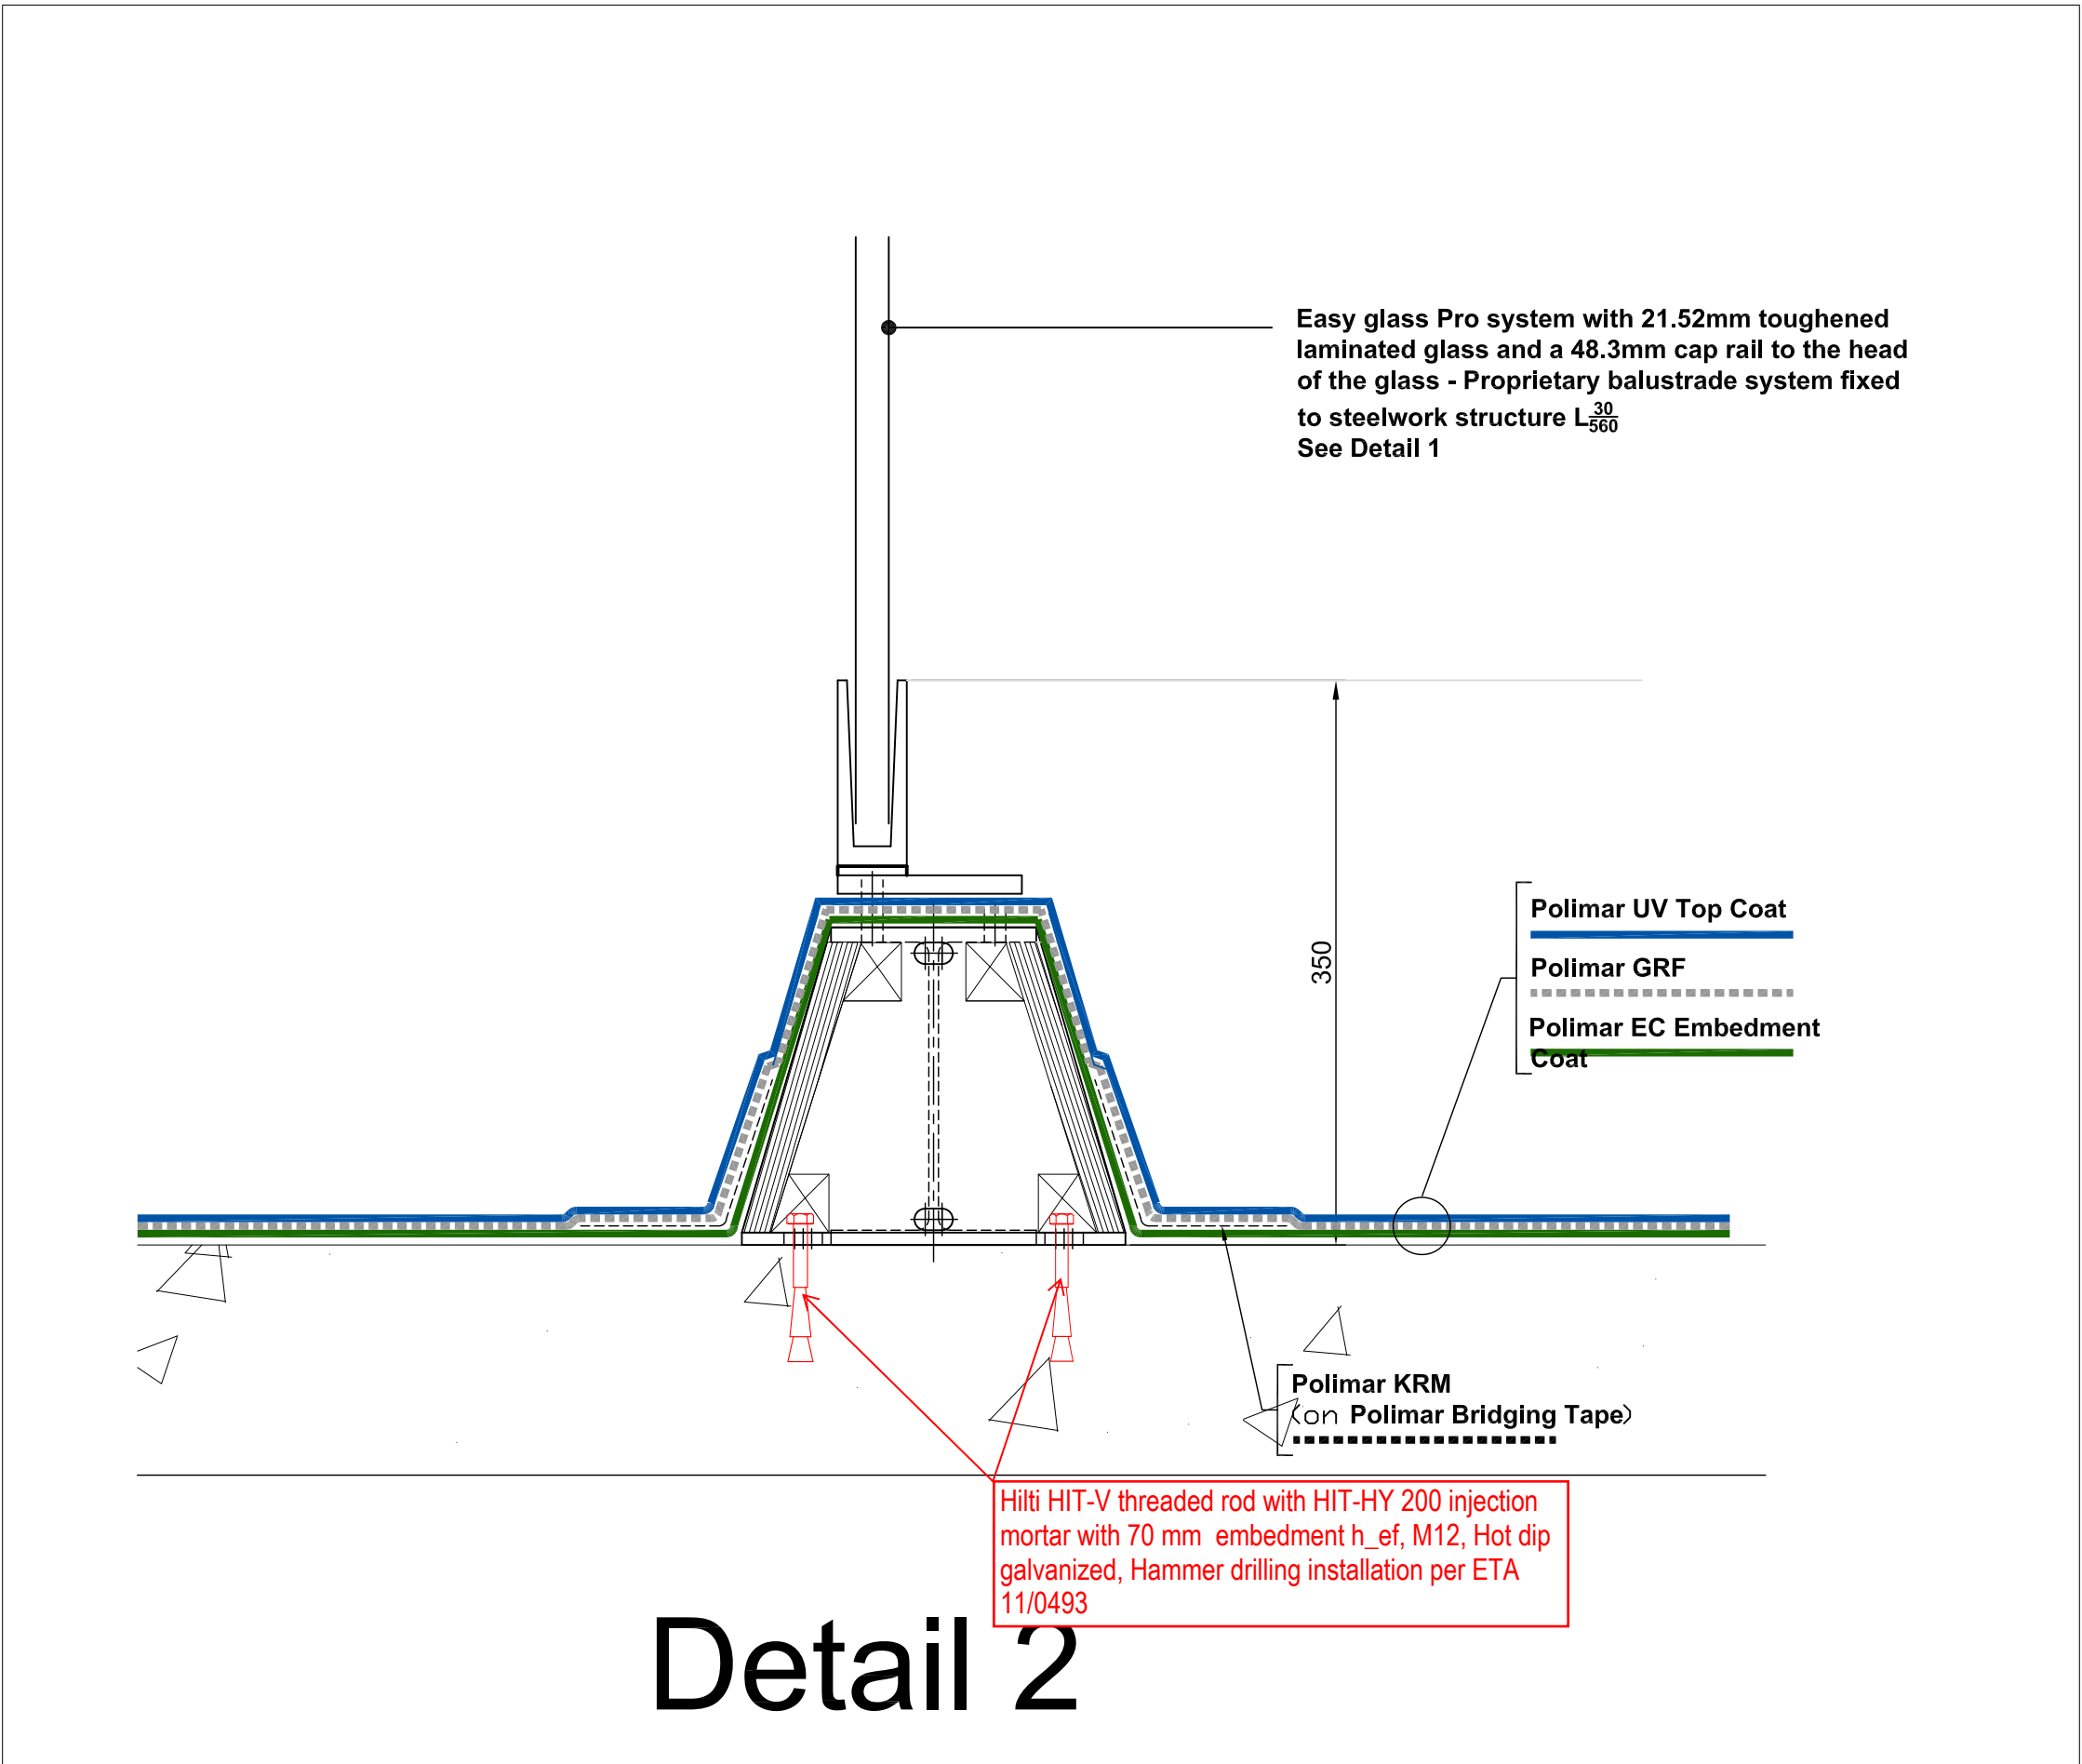 Easy glass Pro system with 21.52mm toughened
laminated glass and a 48.3mm cap rail to the head
of the glass - Proprietary balustrade system fixed
to steelwork structure L30/560
See Detail 1
350
Polimar UV Top Coat
Polimar GRF
Polimar EC Embedment
Coat
Polimar KRM
(on Polimar Bridging Tape)
Hilti HIT-V threaded rod with HIT-HY 200 injection
mortar with 70 mm embedment h_ef, M12, Hot dip
galvanized, Hammer drilling installation per ETA
11/0493
Detail 2